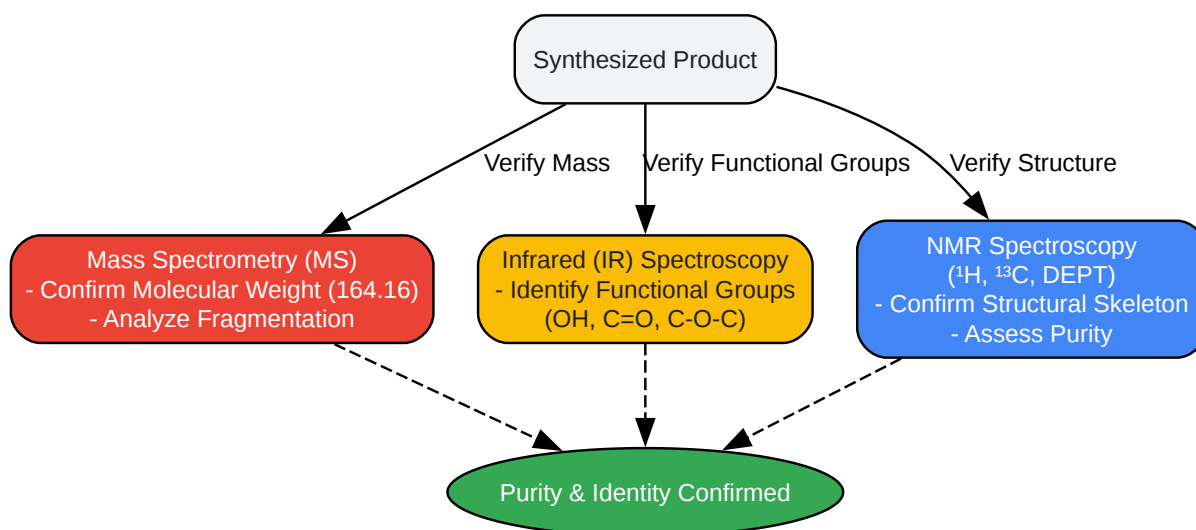 Synthesized Product
Verify Mass
Verify Functional Groups
Verify Structure
Mass Spectrometry (MS)
- Confirm Molecular Weight (164.16)
- Analyze Fragmentation
Infrared (IR) Spectroscopy
- Identify Functional Groups
(OH, C=O, C-O-C)
NMR Spectroscopy
(¹H, ¹³C, DEPT)
- Confirm Structural Skeleton
- Assess Purity
Purity & Identity Confirmed